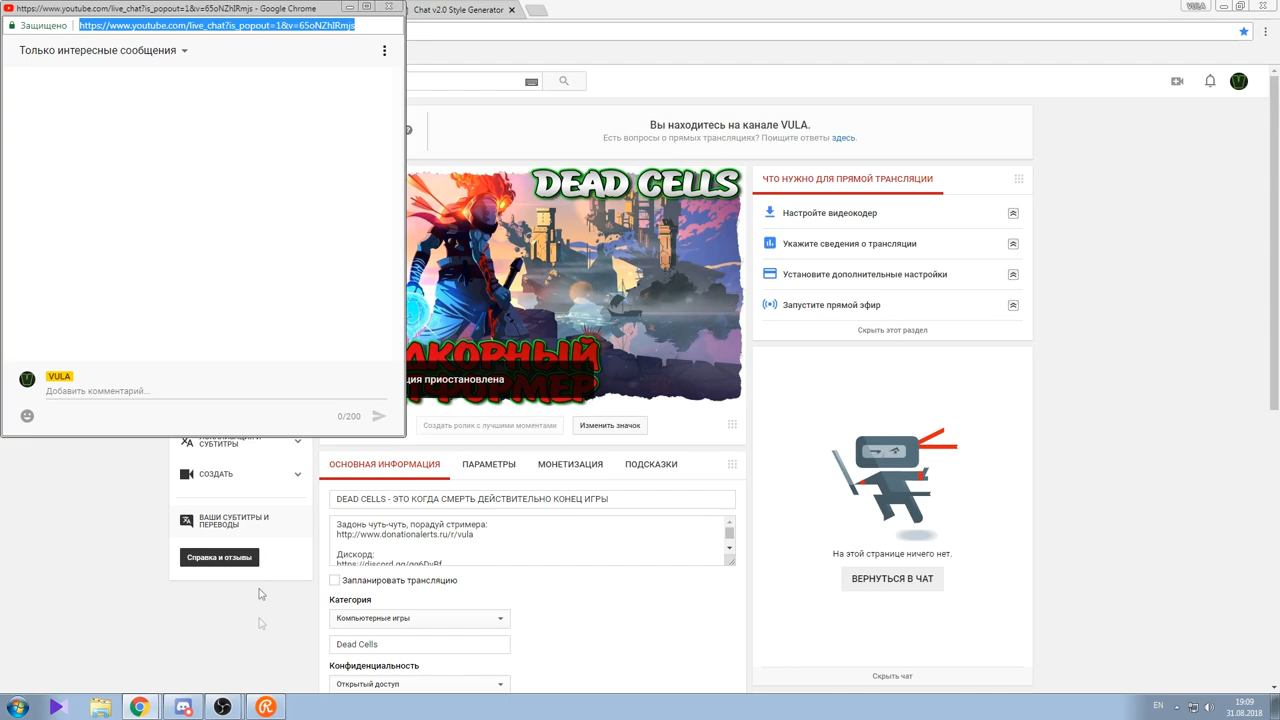 https://www.youtube.com/live_chat?is_popout=1&v=65oNZhIRmjs - Google Chrome
Chat v2.0 Style Generator
VULA
Защищено
https://www.youtube.com/live_chat?is_popout=1&v=65oNZhIRmjs
Только интересные сообщения
Вы находитесь на канале VULA.
Есть вопросы о прямых трансляциях? Поищите ответы здесь.
DEAD CELLS
ция приостановлена
VULA
Добавить комментарий...
0/200
Создать ролик с лучшими моментами
Изменить значок
ЧТО НУЖНО ДЛЯ ПРЯМОЙ ТРАНСЛЯЦИИ
Настройте видеокодер
Укажите сведения о трансляции
Установите дополнительные настройки
Запустите прямой эфир
Скрыть этот раздел
СУБТИТРЫ
СОЗДАТЬ
ВАШИ СУБТИТРЫ И
ПЕРЕВОДЫ
Справка и отзывы
ОСНОВНАЯ ИНФОРМАЦИЯ
ПАРАМЕТРЫ
МОНЕТИЗАЦИЯ
ПОДСКАЗКИ
DEAD CELLS - ЭТО КОГДА СМЕРТЬ ДЕЙСТВИТЕЛЬНО КОНЕЦ ИГРЫ
Задонь чуть-чуть, порадуй стримера:
http://www.donationalerts.ru/r/vula
Дискорд:
Запланировать трансляцию
Категория
Компьютерные игры
Dead Cells
Конфиденциальность
Открытый доступ
На этой странице ничего нет.
ВЕРНУТЬСЯ В ЧАТ
Скрыть чат
EN
19:09
31.08.2018